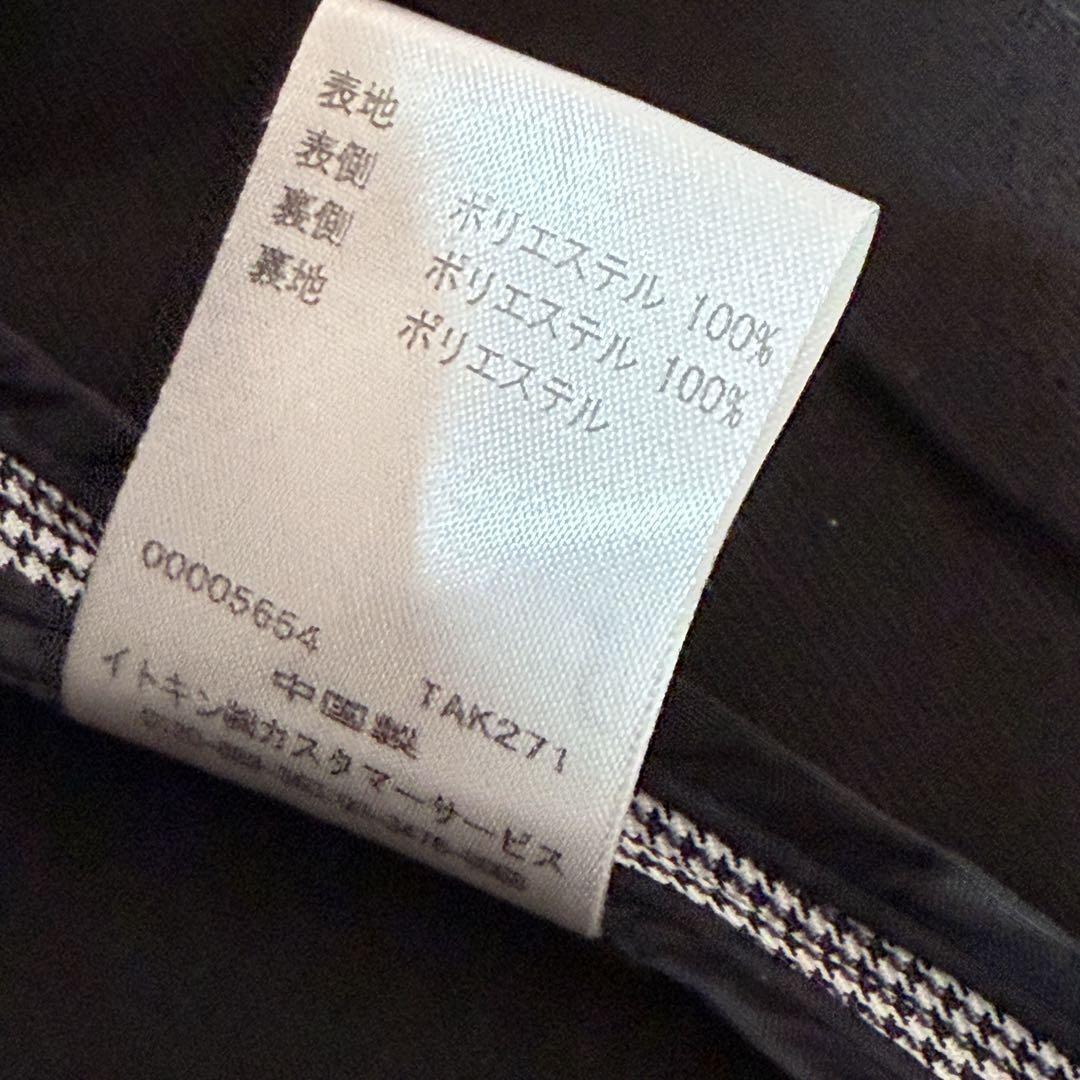 表地
表側 ポリエステル 100%
裏側 ポリエステル 100%
裏地 ポリエステル
00005654 TAK271
中国製
イトキン㈱カスタマーサービス